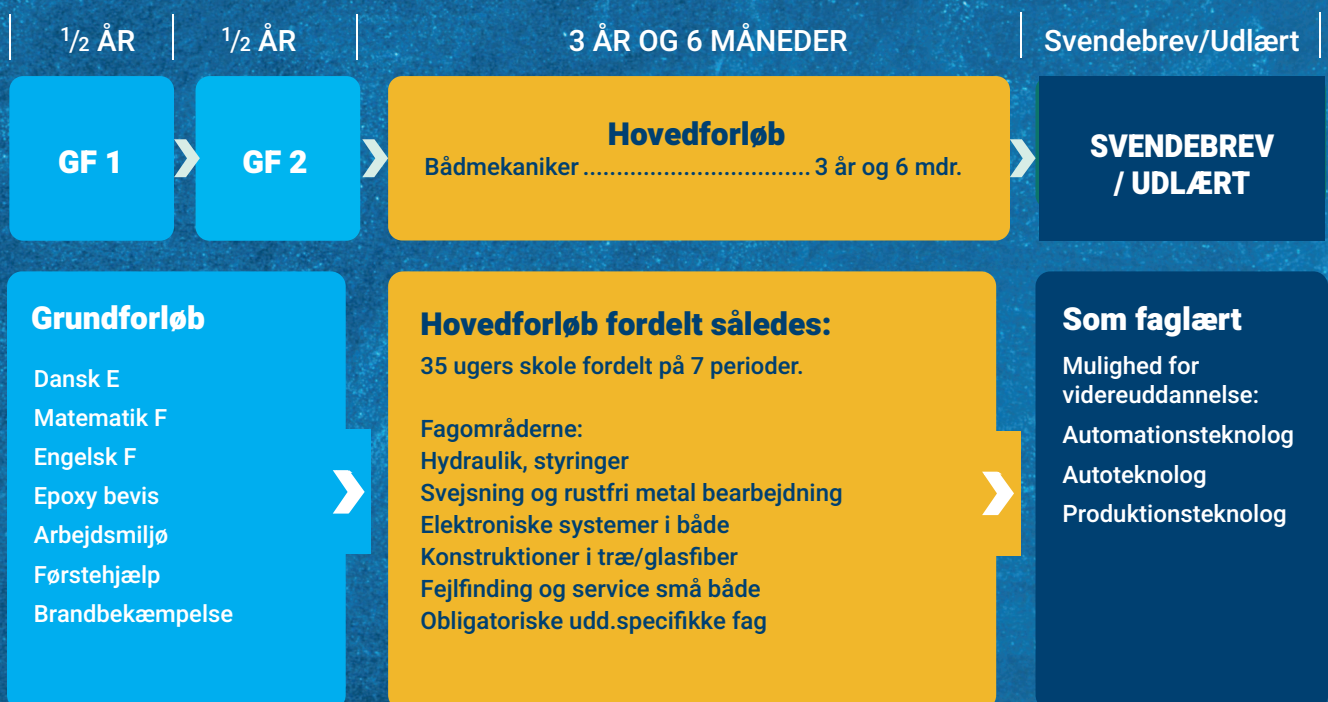 1/2 ÅR
1/2 ÅR
3 ÅR OG 6 MÅNEDER
Svendebrev/Udlært
GF 1
GF 2
Hovedforløb
Bådmekaniker .................................. 3 år og 6 mdr.
SVENDEBREV
/ UDLÆRT
Grundforløb
Dansk E
Matematik F
Engelsk F
Epoxy bevis
Arbejdsmiljø
Førstehjælp
Brandbekæmpelse
Hovedforløb fordelt således:
35 ugers skole fordelt på 7 perioder.
Fagområderne:
Hydraulik, styringer
Svejsning og rustfri metal bearbejdning
Elektroniske systemer i både
Konstruktioner i træ/glasfiber
Fejlfinding og service små både
Obligatoriske udd.specifikke fag
Som faglært
Mulighed for
videreuddannelse:
Automationsteknolog
Autoteknolog
Produktionsteknolog